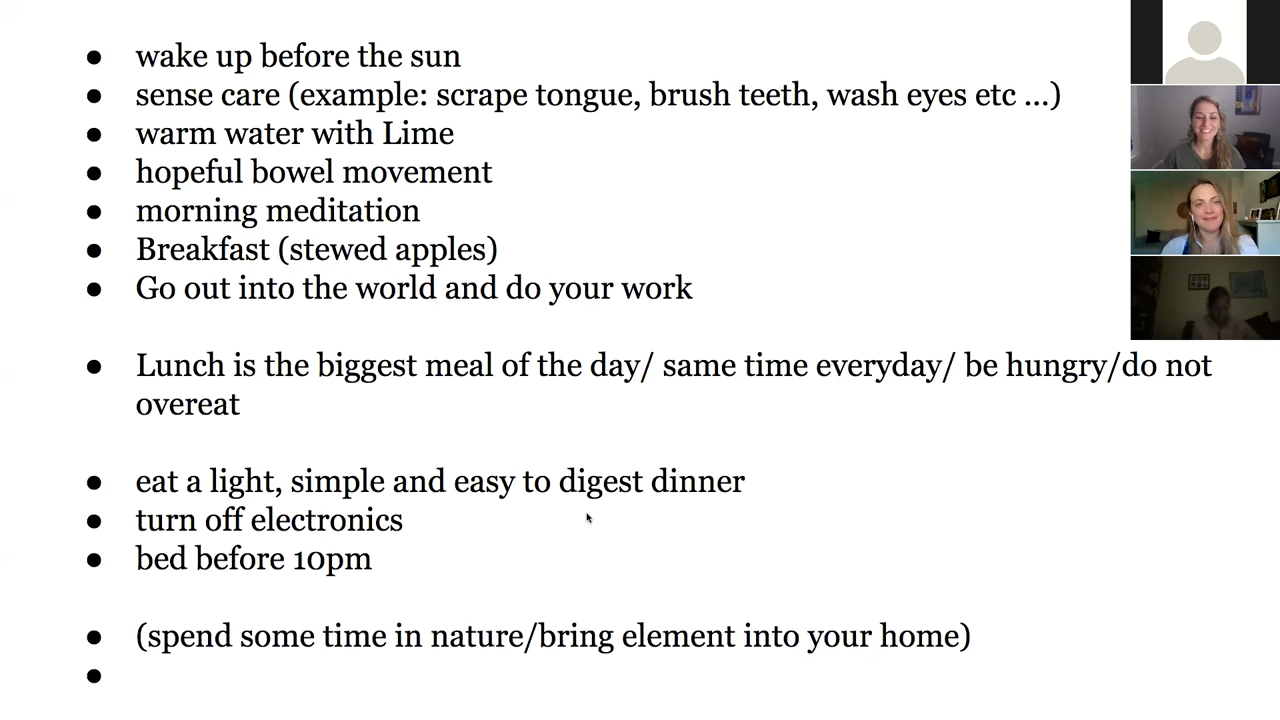 ● wake up before the sun
● sense care (example: scrape tongue, brush teeth, wash eyes etc ...)
● warm water with Lime
● hopeful bowel movement
● morning meditation
● Breakfast (stewed apples)
● Go out into the world and do your work
● Lunch is the biggest meal of the day/ same time everyday/ be hungry/do not
overeat
● eat a light, simple and easy to digest dinner
● turn off electronics
● bed before 10pm
● (spend some time in nature/bring element into your home)
●